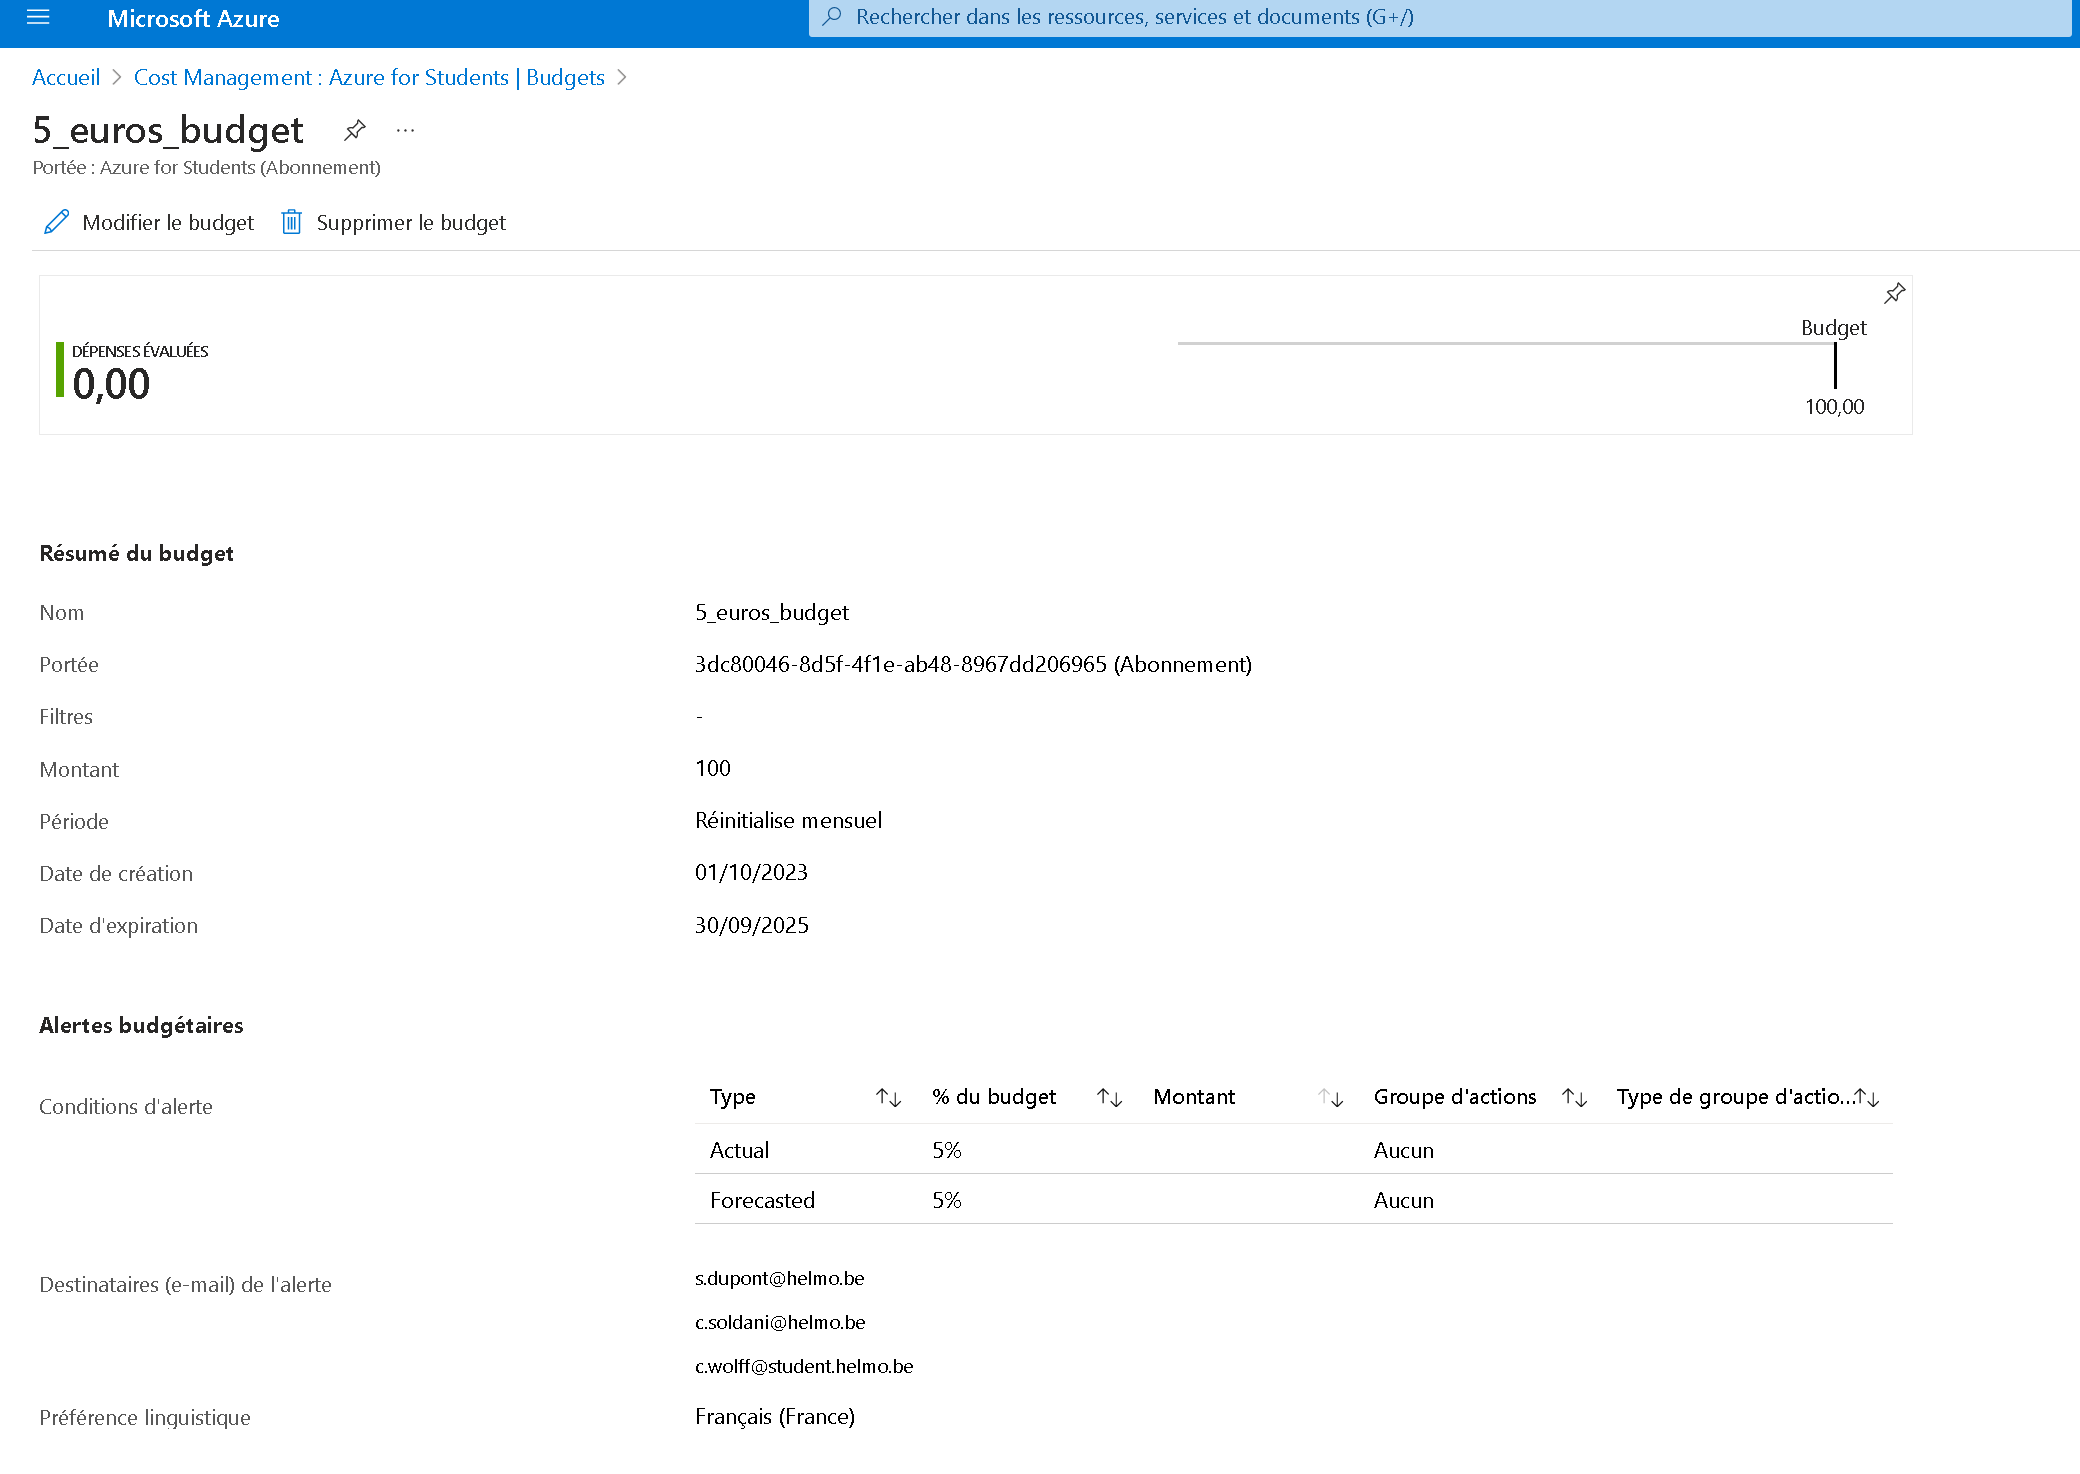 Microsoft Azure
Rechercher dans les ressources, services et documents (G+/)
Accueil > Cost Management : Azure for Students | Budgets >
5_euros_budget ...
Portée : Azure for Students (Abonnement)
Modifier le budget Supprimer le budget
Budget
DÉPENSES ÉVALUÉES
0,00
100,00
Résumé du budget
Nom 5_euros_budget
Portée 3dc80046-8d5f-4f1e-ab48-8967dd206965 (Abonnement)
Filtres -
Montant 100
Période Réinitialise mensuel
Date de création 01/10/2023
Date d'expiration 30/09/2025
Alertes budgétaires
Conditions d'alerte
Type % du budget Montant Groupe d'actions Type de groupe d'actio...
Actual 5% Aucun
Forecasted 5% Aucun
Destinataires (e-mail) de l'alerte
s.dupont@helmo.be
c.soldani@helmo.be
c.wolff@student.helmo.be
Préférence linguistique Français (France)